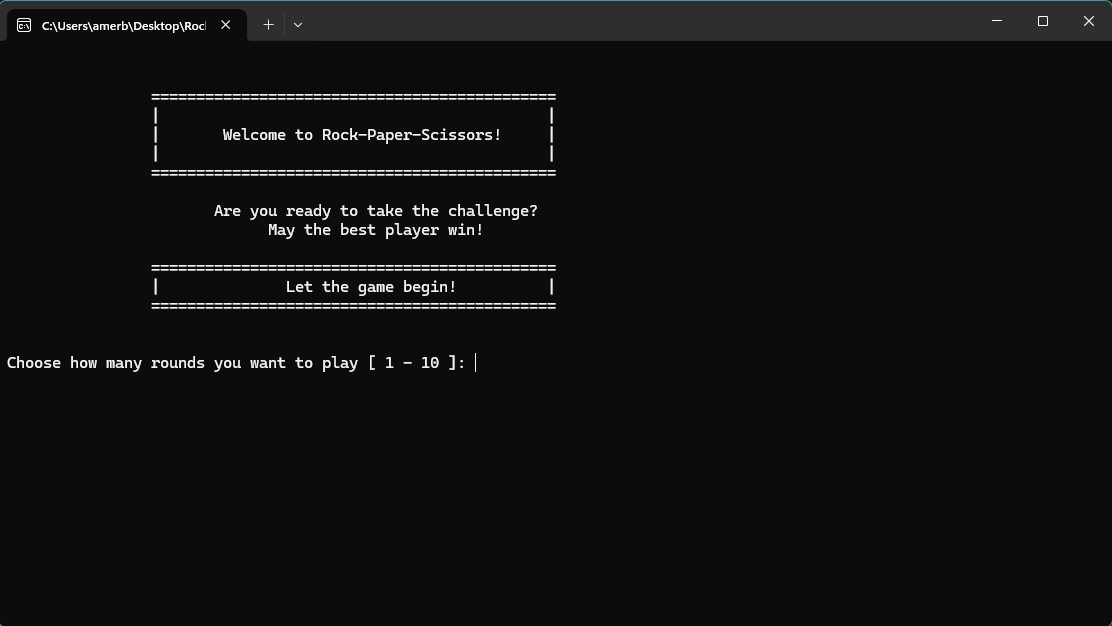 C:\Users\amerb\Desktop\Roc
===========================================
|                                         |
|       Welcome to Rock-Paper-Scissors!     |
|                                         |
===========================================
Are you ready to take the challenge?
May the best player win!
===========================================
|              Let the game begin!          |
===========================================
Choose how many rounds you want to play [ 1 - 10 ]: